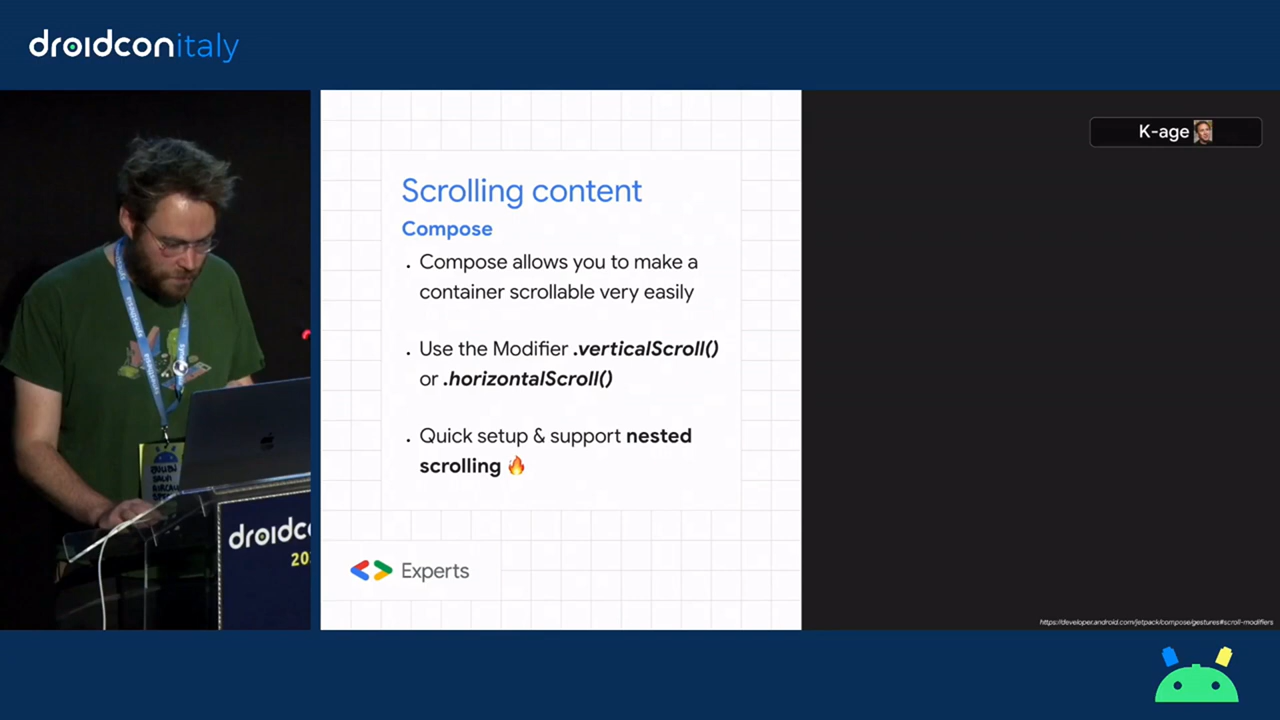 droidconitaly
K-age
Scrolling content
Compose
. Compose allows you to make a
container scrollable very easily
. Use the Modifier .verticalScroll()
or .horizontalScroll()
. Quick setup & support nested
scrolling 🔥
<> Experts
droidc
20
https://developer.android.com/jetpack/compose/gestures#scroll-modifiers